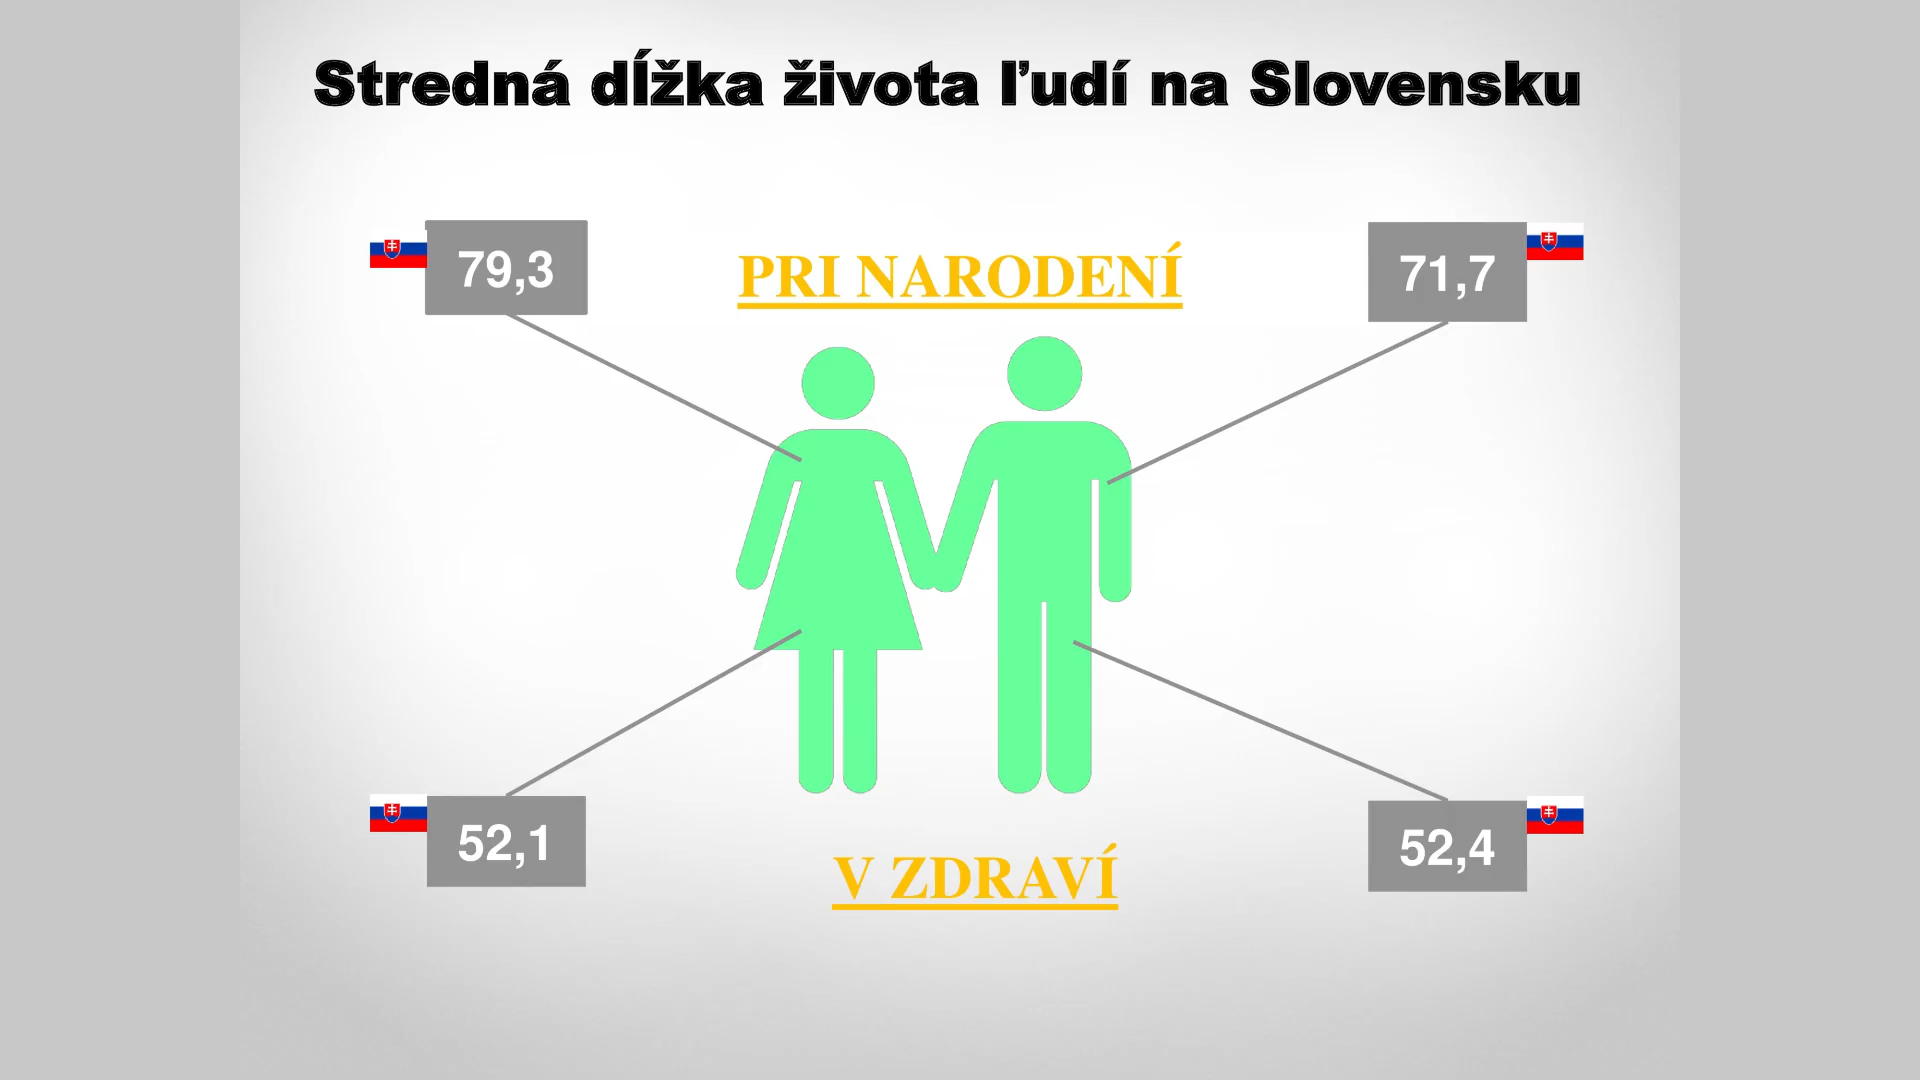 Stredná dĺžka života ľudí na Slovensku
79,3
PRI NARODENÍ
71,7
52,1
V ZDRAVÍ
52,4